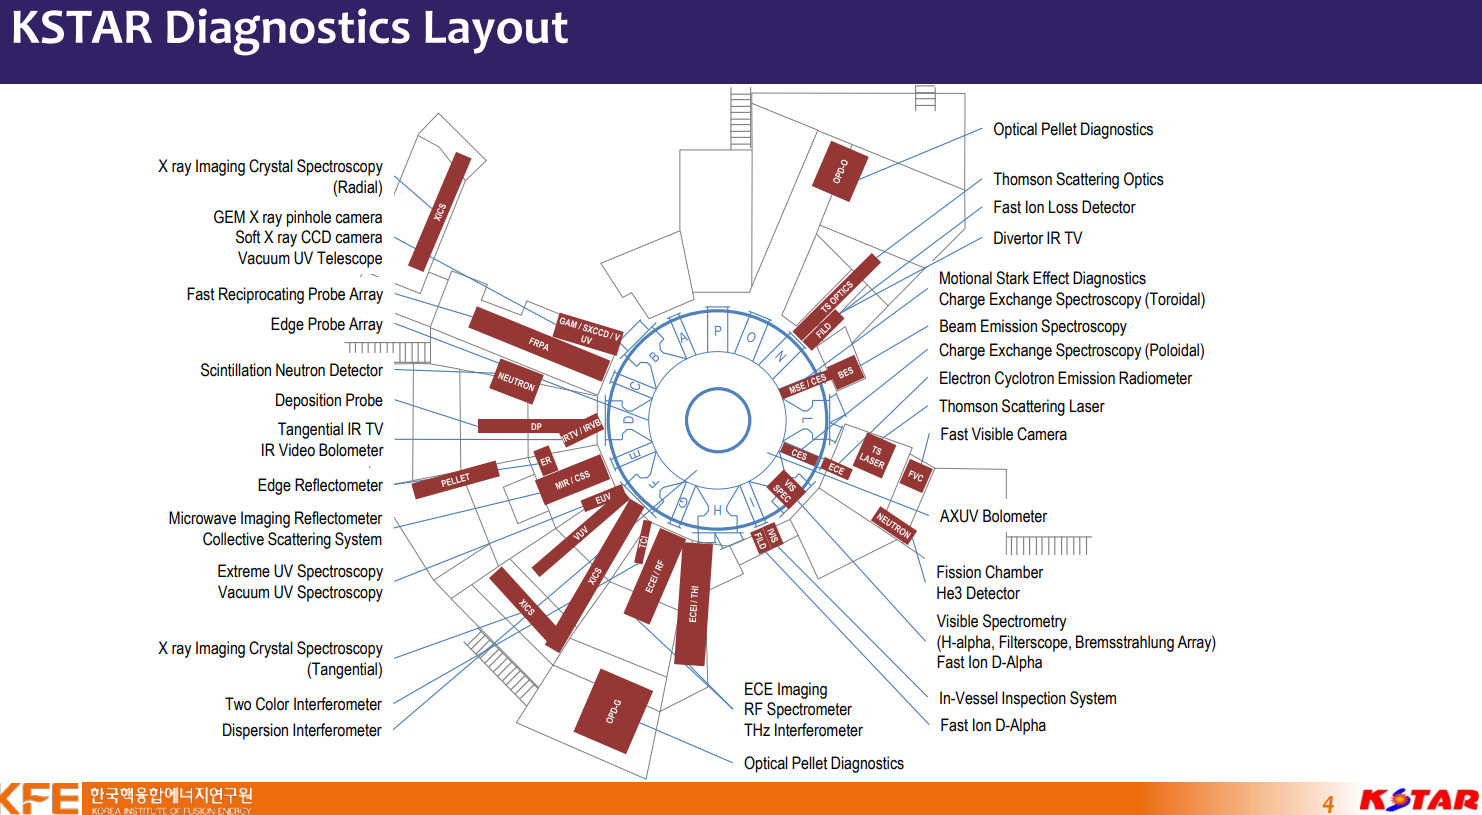 KSTAR Diagnostics Layout
X ray Imaging Crystal Spectroscopy
(Radial)
GEM X ray pinhole camera
Soft X ray CCD camera
Vacuum UV Telescope
Fast Reciprocating Probe Array
Edge Probe Array
Scintillation Neutron Detector
Deposition Probe
Tangential IR TV
IR Video Bolometer
Edge Reflectometer
Microwave Imaging Reflectometer
Collective Scattering System
Extreme UV Spectroscopy
Vacuum UV Spectroscopy
X ray Imaging Crystal Spectroscopy
(Tangential)
Two Color Interferometer
Dispersion Interferometer
XICS
GAM / SXCCD / V
UV
FRPA
NEUTRON
DP
IRTV / IRVB
ER
PELLET
MIR / CSS
EUV
VUV
XICS
XICS
TCI
ECEI / RF
ECEI / THI
OPD-G
OPD-O
TS OPTICS
FILD
MSE / CES
BES
CES
ECE
TS
LASER
FVC
NEUTRON
VIS
SPEC
IVIS
FILD
P
O
N
L
I
H
G
F
E
D
C
B
A
Optical Pellet Diagnostics
Thomson Scattering Optics
Fast Ion Loss Detector
Divertor IR TV
Motional Stark Effect Diagnostics
Charge Exchange Spectroscopy (Toroidal)
Beam Emission Spectroscopy
Charge Exchange Spectroscopy (Poloidal)
Electron Cyclotron Emission Radiometer
Thomson Scattering Laser
Fast Visible Camera
AXUV Bolometer
Fission Chamber
He3 Detector
Visible Spectrometry
(H-alpha, Filterscope, Bremsstrahlung Array)
Fast Ion D-Alpha
In-Vessel Inspection System
Fast Ion D-Alpha
ECE Imaging
RF Spectrometer
THz Interferometer
Optical Pellet Diagnostics
KFE 한국핵융합에너지연구원
KOREA INSTITUTE OF FUSION ENERGY
4
KSTAR